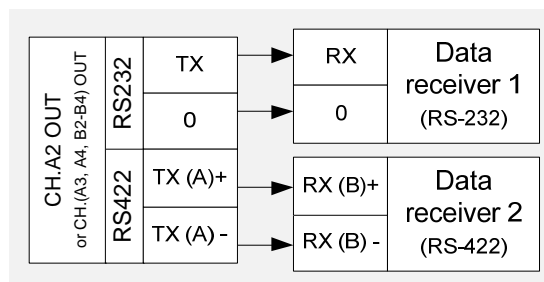 CH.A2 OUT
or CH.(A3, A4, B2-B4) OUT
RS232
TX
0
RS422
TX (A)+
TX (A) -
RX
0
Data
receiver 1
(RS-232)
RX (B)+
RX (B) -
Data
receiver 2
(RS-422)